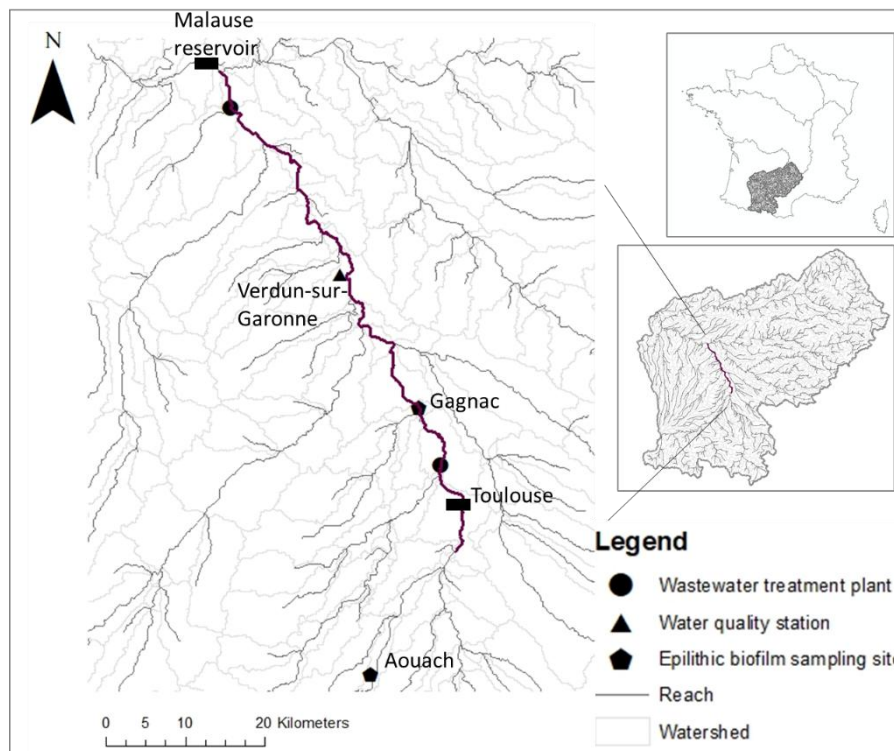 Malause
reservoir
N
Verdun-sur-
Garonne
Gagnac
Toulouse
Aouach
0 5 10 20 Kilometers
Legend
Wastewater treatment plant
Water quality station
Epilithic biofilm sampling site
Reach
Watershed